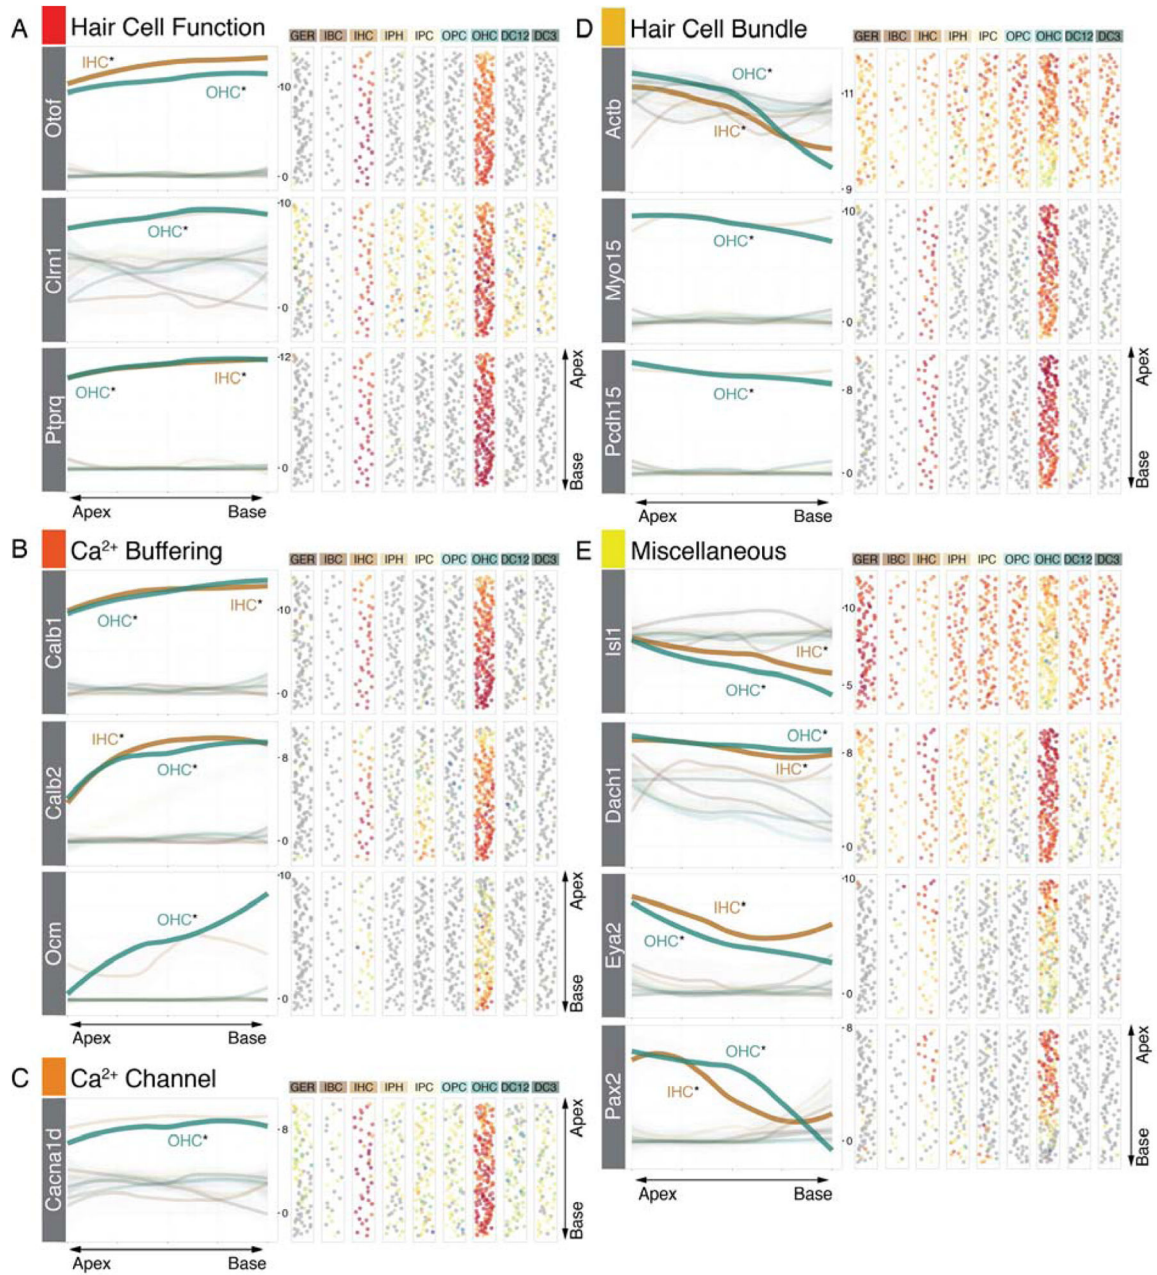 A Hair Cell Function
GER IBC IHC IPH IPC OPC OHC DC12 DC3
Otof
IHC*
OHC*
10
0
Clrn1
OHC*
10
0
Ptprq
OHC*
IHC*
12
0
Apex
Base
Apex Base
B Ca²⁺ Buffering
GER IBC IHC IPH IPC OPC OHC DC12 DC3
Calb1
OHC*
IHC*
10
0
Calb2
IHC*
OHC*
8
0
Ocm
OHC*
10
0
Apex
Base
Apex Base
C Ca²⁺ Channel
GER IBC IHC IPH IPC OPC OHC DC12 DC3
Cacna1d
OHC*
8
0
Apex
Base
Apex Base
D Hair Cell Bundle
GER IBC IHC IPH IPC OPC OHC DC12 DC3
Actb
OHC*
IHC*
11
9
Myo15
OHC*
10
0
Pcdh15
OHC*
8
0
Apex
Base
Apex Base
E Miscellaneous
GER IBC IHC IPH IPC OPC OHC DC12 DC3
Isl1
IHC*
OHC*
10
5
Dach1
OHC*
IHC*
8
0
Eya2
IHC*
OHC*
10
0
Pax2
OHC*
IHC*
8
0
Apex
Base
Apex Base